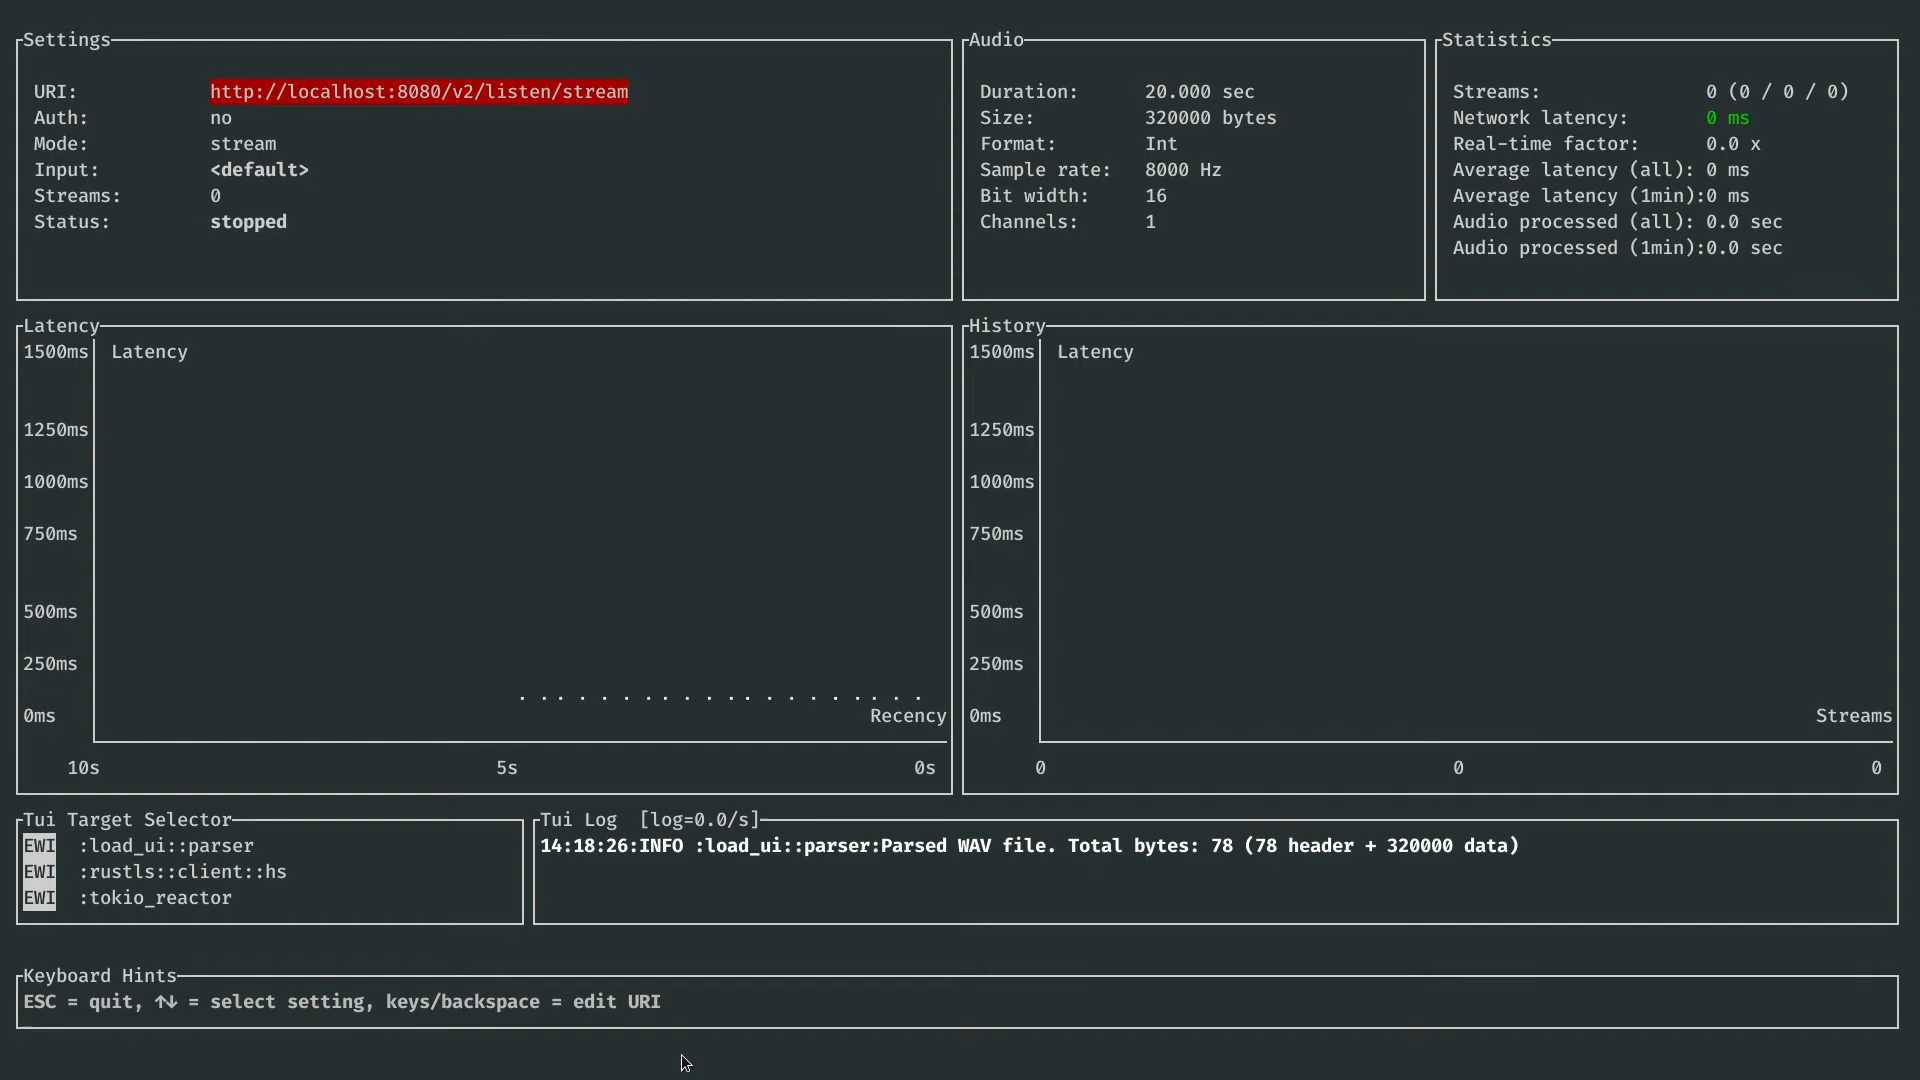 Settings
URI: http://localhost:8080/v2/listen/stream
Auth: no
Mode: stream
Input: <default>
Streams: 0
Status: stopped
Audio
Duration: 20.000 sec
Size: 320000 bytes
Format: Int
Sample rate: 8000 Hz
Bit width: 16
Channels: 1
Statistics
Streams: 0 (0 / 0 / 0)
Network latency: 0 ms
Real-time factor: 0.0 x
Average latency (all): 0 ms
Average latency (1min):0 ms
Audio processed (all): 0.0 sec
Audio processed (1min):0.0 sec
Latency
1500ms Latency
1250ms
1000ms
750ms
500ms
250ms
0ms Recency
10s 5s 0s
History
1500ms Latency
1250ms
1000ms
750ms
500ms
250ms
0ms Streams
0 0 0
Tui Target Selector
EWI :load_ui::parser
EWI :rustls::client::hs
EWI :tokio_reactor
Tui Log [log=0.0/s]
14:18:26:INFO :load_ui::parser:Parsed WAV file. Total bytes: 78 (78 header + 320000 data)
Keyboard Hints
ESC = quit, ↑↓ = select setting, keys/backspace = edit URI